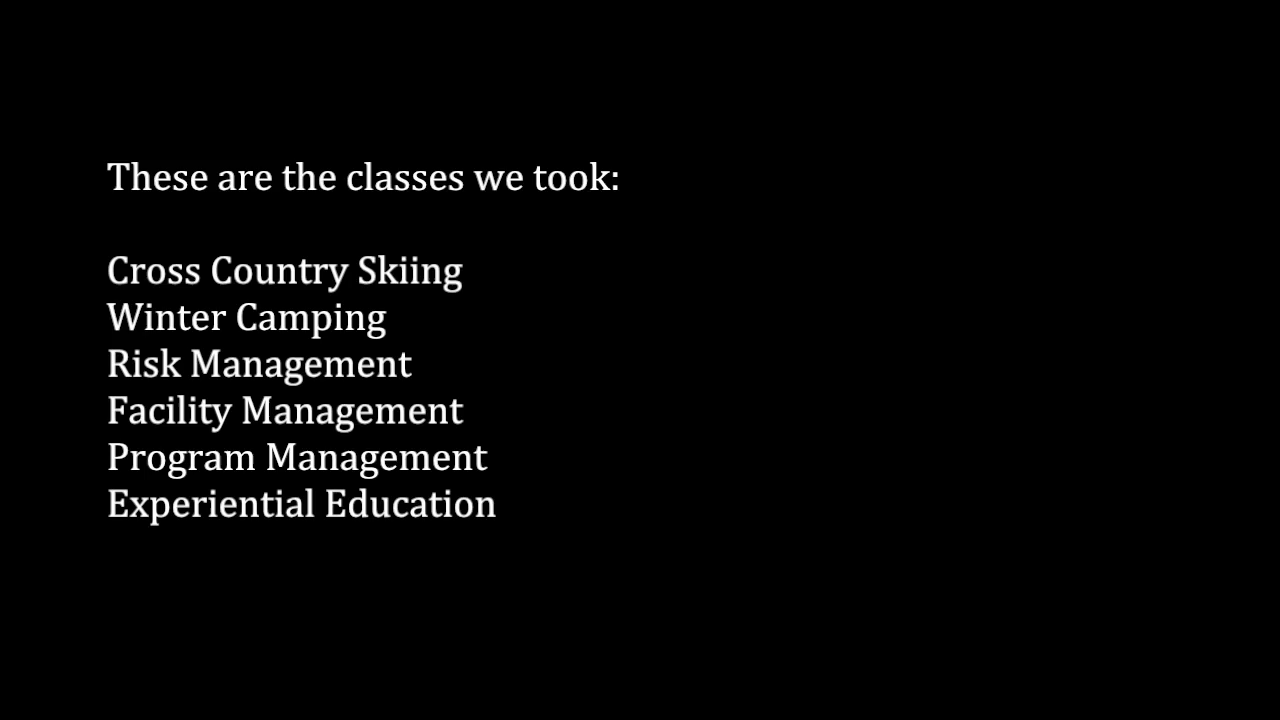 These are the classes we took:
Cross Country Skiing
Winter Camping
Risk Management
Facility Management
Program Management
Experiential Education